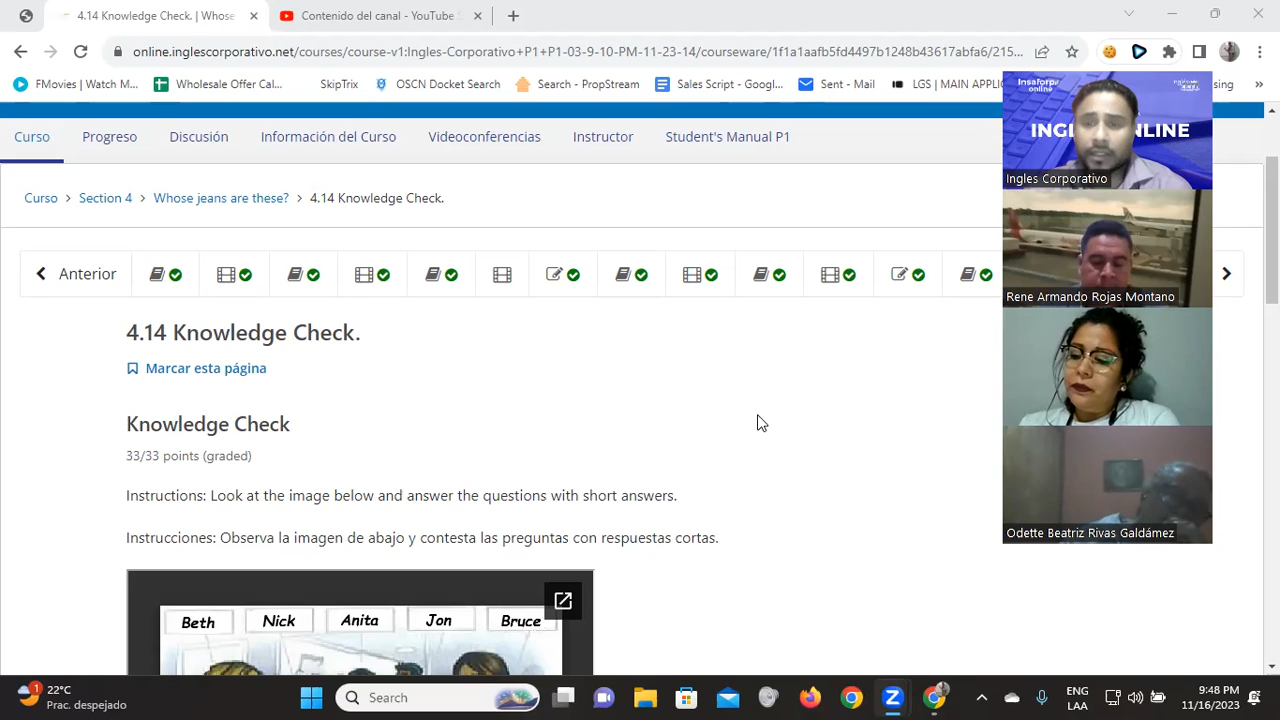 4.14 Knowledge Check. | Whose
Contenido del canal - YouTube S
online.inglescorporativo.net/courses/course-v1:Ingles-Corporativo+P1+P1-03-9-10-PM-11-23-14/courseware/1f1a1aafb5fd4497b1248b43617abfa6/215...
FMovies | Watch M...
Wholesale Offer Cal...
SkipTrix
OPN Docket Search
Search - PropStream
Sales Script - Googl...
Sent - Mail
LGS | MAIN APPLIC
sing
Curso
Progreso
Discusión
Información del Curso
Videoconferencias
Instructor
Student's Manual P1
Curso > Section 4 > Whose jeans are these? > 4.14 Knowledge Check.
Anterior
4.14 Knowledge Check.
Marcar esta página
Knowledge Check
33/33 points (graded)
Instructions: Look at the image below and answer the questions with short answers.
Instrucciones: Observa la imagen de abajo y conteste las preguntas con respuestas cortas.
Beth
Nick
Anita
Jon
Bruce
Insaforp
online
INGL NLINE
Ingles Corporativo
Rene Armando Rojas Montano
Odette Beatriz Rivas Galdámez
1
22°C
Prac. despejado
Search
ENG
LAA
9:48 PM
11/16/2023